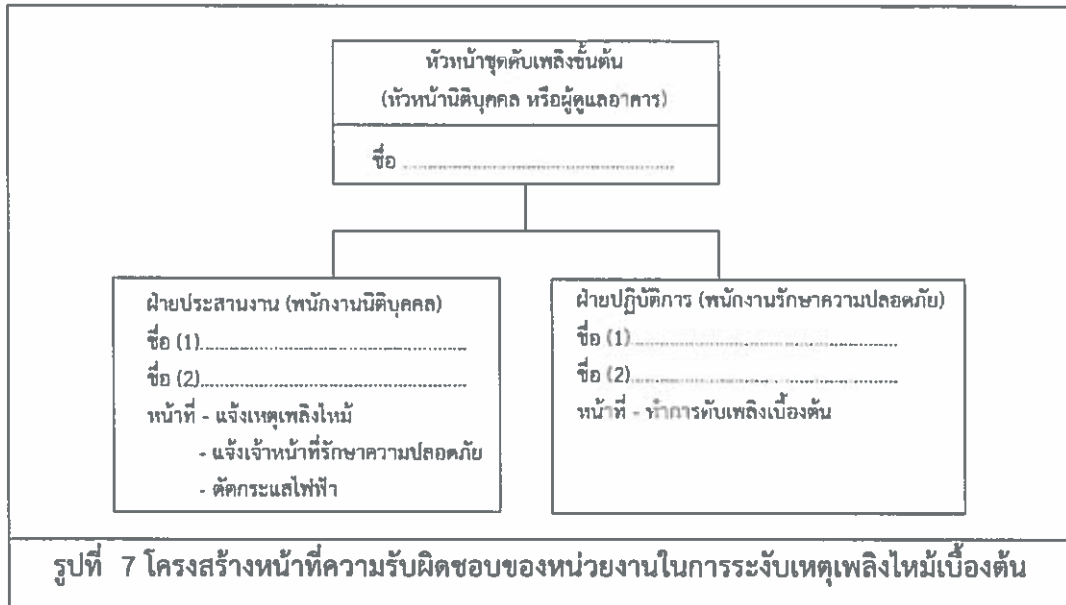 หัวหน้าชุดดับเพลิงขั้นต้น
(หัวหน้านิติบุคคล หรือผู้ดูแลอาคาร)
ชื่อ ........................................................
ฝ่ายประสานงาน (พนักงานนิติบุคคล)
ชื่อ (1).......................................................
ชื่อ (2).......................................................
หน้าที่ - แจ้งเหตุเพลิงไหม้
- แจ้งเจ้าหน้าที่รักษาความปลอดภัย
- ตัดกระแสไฟฟ้า
ฝ่ายปฏิบัติการ (พนักงานรักษาความปลอดภัย)
ชื่อ (1).......................................................
ชื่อ (2).......................................................
หน้าที่ - ทำการดับเพลิงเบื้องต้น
รูปที่ 7 โครงสร้างหน้าที่ความรับผิดชอบของหน่วยงานในการระงับเหตุเพลิงไหม้เบื้องต้น